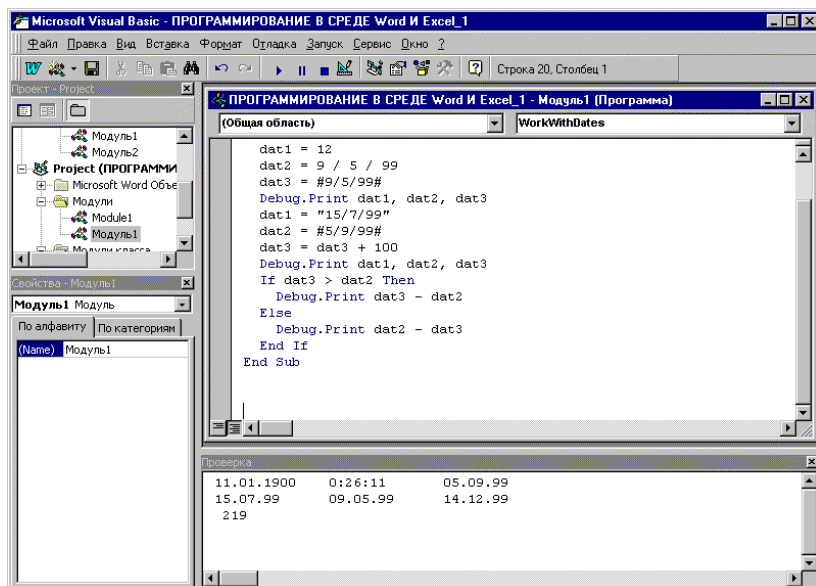 Microsoft Visual Basic - ПРОГРАММИРОВАНИЕ В СРЕДЕ Word И Excel_1
Файл Правка Вид Вставка Формат Отладка Запуск Сервис Окно ?
Строка 20, Столбец 1
Проект - Project
Модуль1
Модуль2
Project (ПРОГРАММИ
Microsoft Word Объе
Модули
Module1
Модуль1
Модули класса
Свойства - Модуль1
Модуль1 Модуль
По алфавиту По категориям
(Name) Модуль1
ПРОГРАММИРОВАНИЕ В СРЕДЕ Word И Excel_1 - Модуль1 (Программа)
(Общая область) WorkWithDates
dat1 = 12
dat2 = 9 / 5 / 99
dat3 = #9/5/99#
Debug.Print dat1, dat2, dat3
dat1 = "15/7/99"
dat2 = #5/9/99#
dat3 = dat3 + 100
Debug.Print dat1, dat2, dat3
If dat3 > dat2 Then
Debug.Print dat3 - dat2
Else
Debug.Print dat2 - dat3
End If
End Sub
Проверка
11.01.1900 0:26:11 05.09.99
15.07.99 09.05.99 14.12.99
219